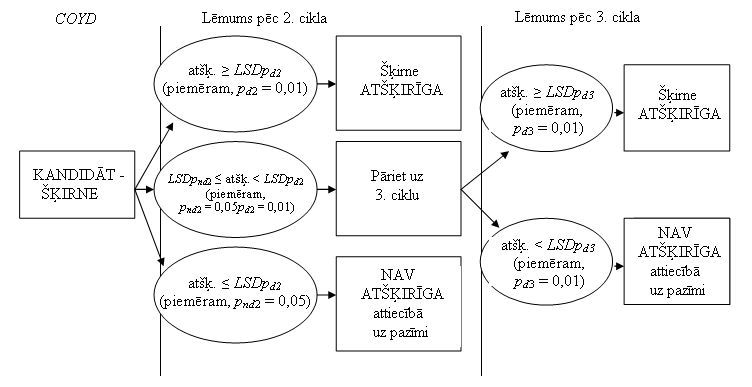 COYD
Lēmums pēc 2. cikla
Lēmums pēc 3. cikla
KANDIDĀT -
ŠĶIRNE
atšķ. ≥ LSDpd2
(piemēram, pd2 = 0,01)
Šķirne
ATŠĶIRĪGA
LSDpnd2 ≤ atšķ. < LSDpd2
(piemēram,
pnd2 = 0,05pd2 = 0,01)
Pāriet uz
3. ciklu
atšķ. ≤ LSDpd2
(piemēram, pnd2 = 0,05)
NAV
ATŠĶIRĪGA
attiecībā
uz pazīmi
atšķ. ≥ LSDpd3
(piemēram,
pd3 = 0,01)
Šķirne
ATŠĶIRĪGA
atšķ. < LSDpd3
(piemēram,
pd3 = 0,01)
NAV
ATŠĶIRĪGA
attiecībā
uz pazīmi